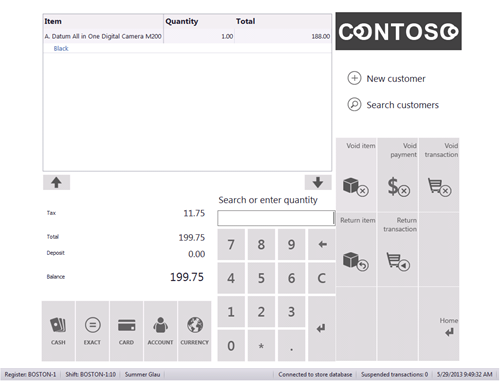 Item Quantity Total
A. Datum All in One Digital Camera M200 1.00 188.00
Black
CONTOSO
New customer
Search customers
Void item Void payment Void transaction
Return item Return transaction
Home
Search or enter quantity
Tax 11.75
Total 199.75
Deposit 0.00
Balance 199.75
7 8 9
4 5 6 C
1 2 3
0 * .
CASH EXACT CARD ACCOUNT CURRENCY
Register: BOSTON-1 Shift: BOSTON-1:10 Summer Glau Connected to store database Suspended transactions: 0 5/29/2013 9:49:32 AM